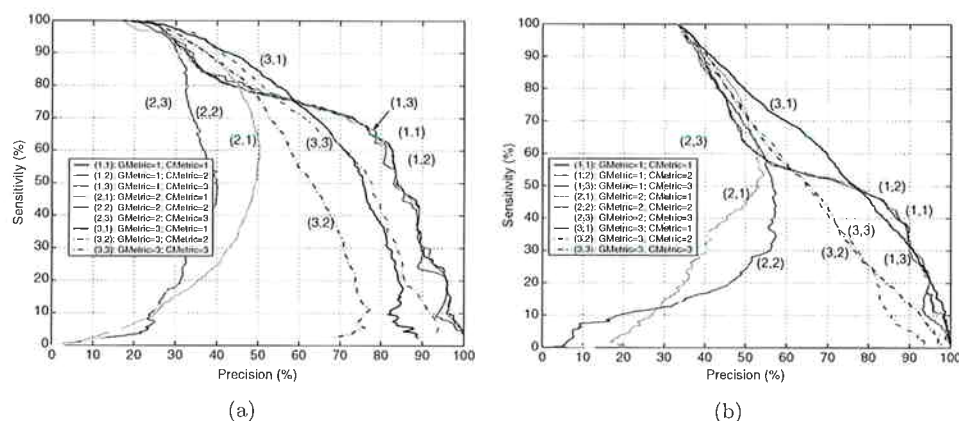 100
90
80
70
60
50
40
30
20
10
0
Sensitivity (%)
(3,1)
(2,3)
(2,2)
(2,1)
(1,3)
(1,1)
(3,3)
(1,2)
(3,2)
(1,1): GMetric=1; CMetric=1
(1,2): GMetric=1; CMetric=2
(1,3): GMetric=1; CMetric=3
(2,1): GMetric=2; CMetric=1
(2,2): GMetric=2; CMetric=2
(2,3): GMetric=2; CMetric=3
(3,1): GMetric=3; CMetric=1
(3,2): GMetric=3; CMetric=2
(3,3): GMetric=3; CMetric=3
0 10 20 30 40 50 60 70 80 90 100
Precision (%)
(a)
100
90
80
70
60
50
40
30
20
10
0
Sensitivity (%)
(3,1)
(2,3)
(2,1)
(1,2)
(1,1)
(3,3)
(2,2)
(3,2)
(1,3)
(1,1): GMetric=1; CMetric=1
(1,2): GMetric=1; CMetric=2
(1,3): GMetric=1; CMetric=3
(2,1): GMetric=2; CMetric=1
(2,2): GMetric=2; CMetric=2
(2,3): GMetric=2; CMetric=3
(3,1): GMetric=3; CMetric=1
(3,2): GMetric=3; CMetric=2
(3,3): GMetric=3; CMetric=3
0 10 20 30 40 50 60 70 80 90 100
Precision (%)
(b)